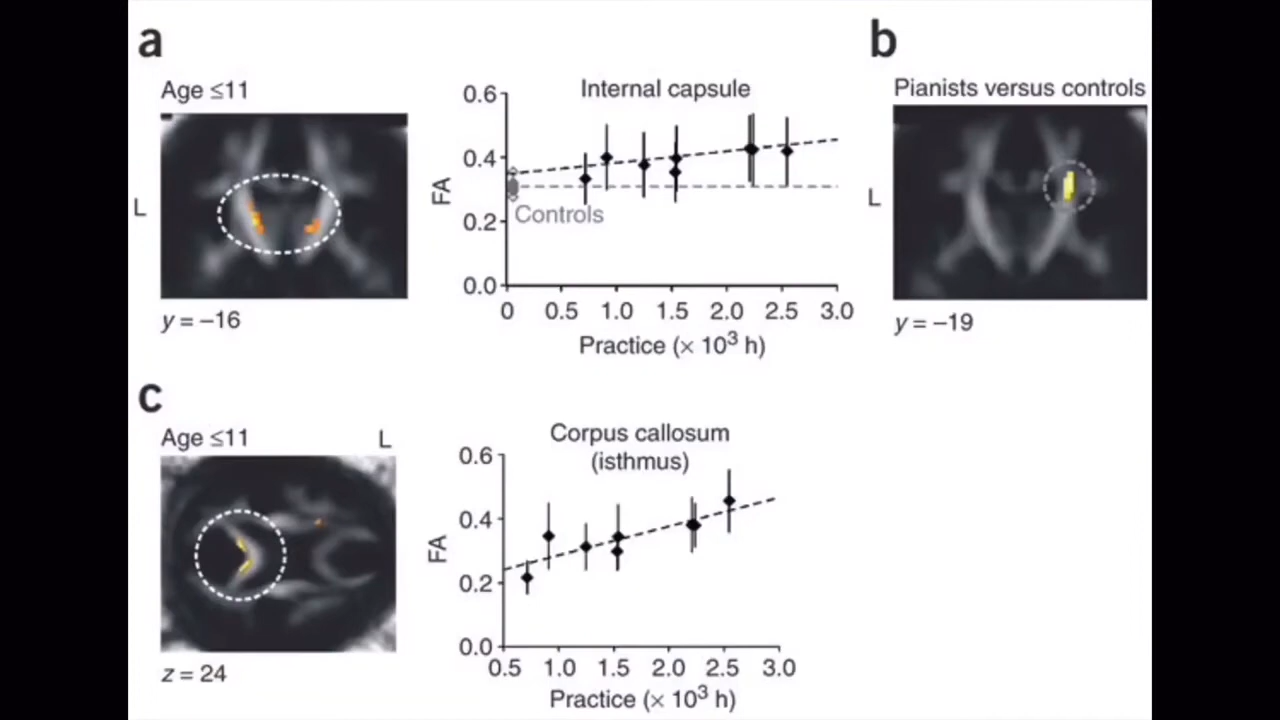 a
Age ≤11
L
y = –16
Internal capsule
FA
0.6
0.4
0.2
0.0
Controls
0 0.5 1.0 1.5 2.0 2.5 3.0
Practice (× 10³ h)
b
Pianists versus controls
L
y = –19
c
Age ≤11 L
z = 24
Corpus callosum
(isthmus)
FA
0.6
0.4
0.2
0.0
0.5 1.0 1.5 2.0 2.5 3.0
Practice (× 10³ h)